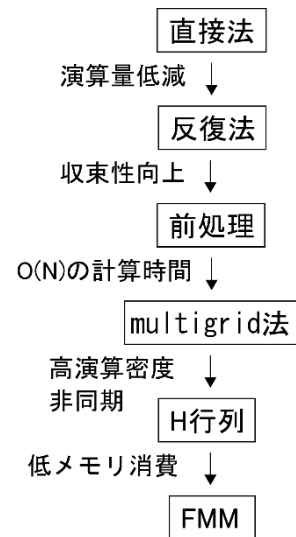 直接法
演算量低減
反復法
収束性向上
前処理
O(N)の計算時間
multigrid法
高演算密度
非同期
H行列
低メモリ消費
FMM